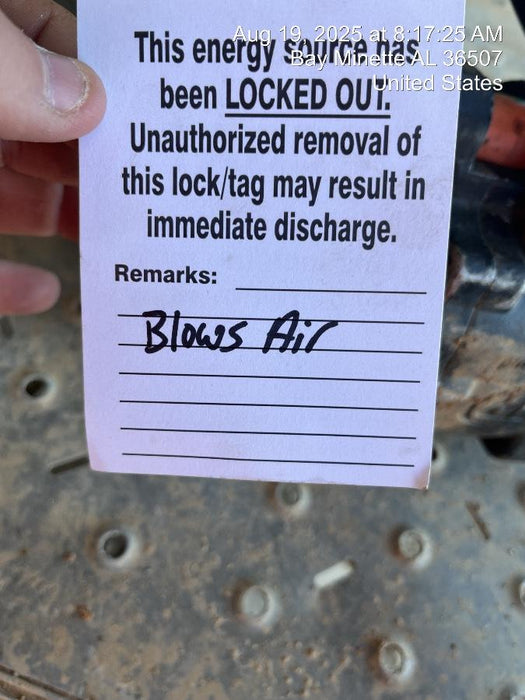 Aug 19, 2025 at 8:17:25 AM
Bay Minette AL 36507
United States
This energy source has
been LOCKED OUT.
Unauthorized removal of
this lock/tag may result in
immediate discharge.
Remarks:
Blows Air